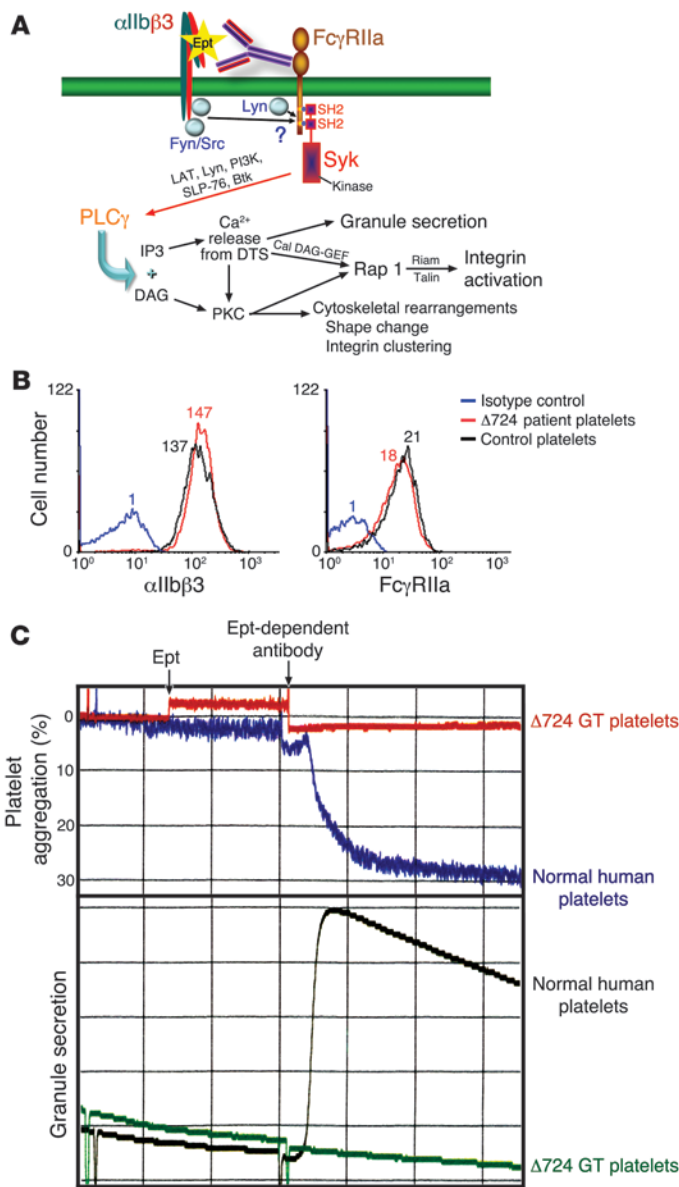 A
αIIbβ3
Ept
FcγRIIa
Lyn
SH2
SH2
Fyn/Src
?
Syk
Kinase
LAT, Lyn, PI3K,
SLP-76, Btk
PLCγ
IP3
+
DAG
Ca²⁺
release
from DTS
Cal DAG-GEF
PKC
Granule secretion
Rap 1
Riam
Talin
Integrin
activation
Cytoskeletal rearrangements
Shape change
Integrin clustering
B
Cell number
122
0
147
137
1
10⁰ 10¹ 10² 10³
αIIbβ3
122
0
21
18
1
10⁰ 10¹ 10² 10³
FcγRIIa
Isotype control
Δ724 patient platelets
Control platelets
C
Ept
Ept-dependent
antibody
Platelet
aggregation (%)
0
10
20
30
Δ724 GT platelets
Normal human
platelets
Granule secretion
Normal human
platelets
Δ724 GT platelets